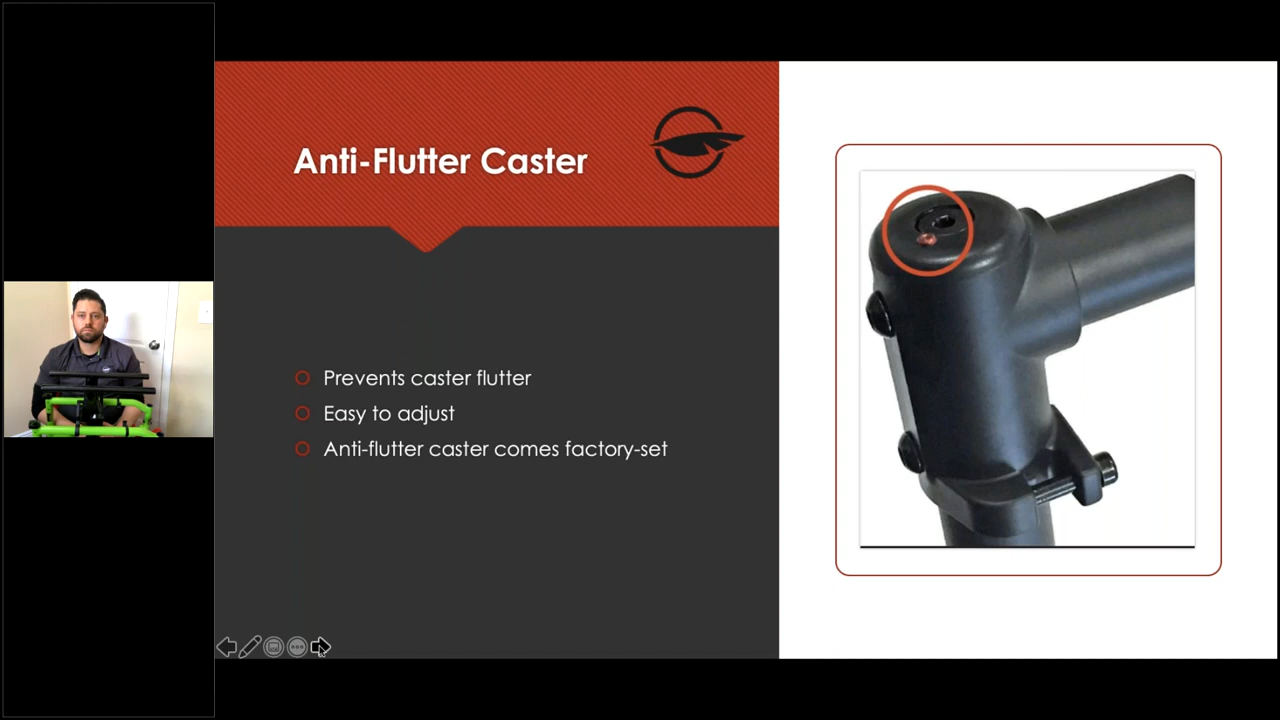 Anti-Flutter Caster
Prevents caster flutter
Easy to adjust
Anti-flutter caster comes factory-set